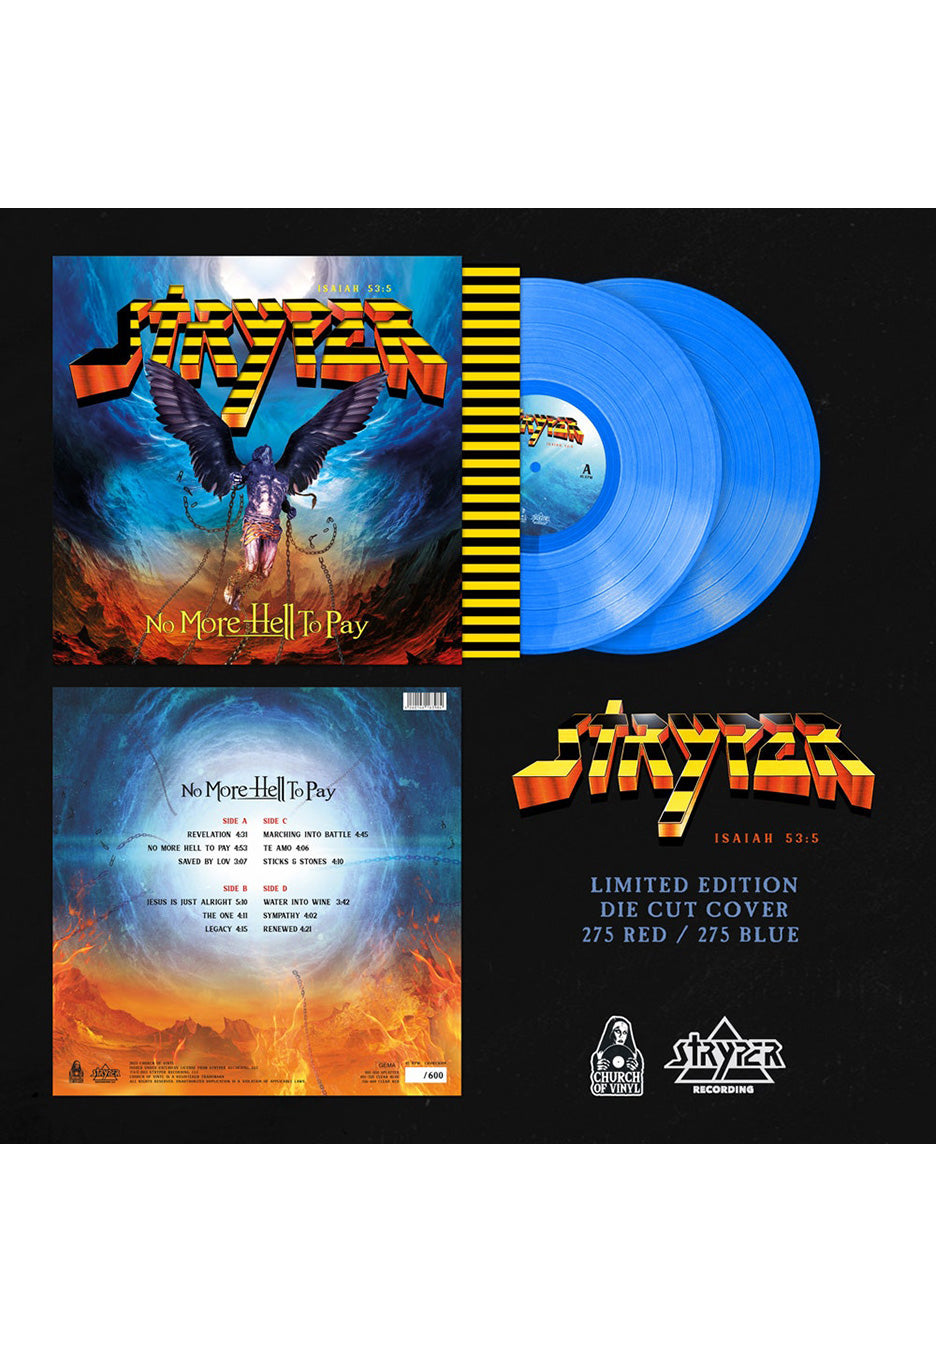 ISAIAH 53:5
STRYPER
No More Hell To Pay
STRYPER
A
No More Hell To Pay
SIDE A
REVELATION 4:31
NO MORE HELL TO PAY 4:53
SAVED BY LOV 3:07
SIDE C
MARCHING INTO BATTLE 4:45
TE AMO 4:06
STICKS & STONES 4:10
SIDE B
JESUS IS JUST ALRIGHT 5:10
THE ONE 4:11
LEGACY 4:15
SIDE D
WATER INTO WINE 3:42
SYMPATHY 4:02
RENEWED 4:21
GEMA
/600
STRYPER
ISAIAH 53:5
LIMITED EDITION
DIE CUT COVER
275 RED / 275 BLUE
CHURCH
OF VINYL
STRYPER
RECORDING